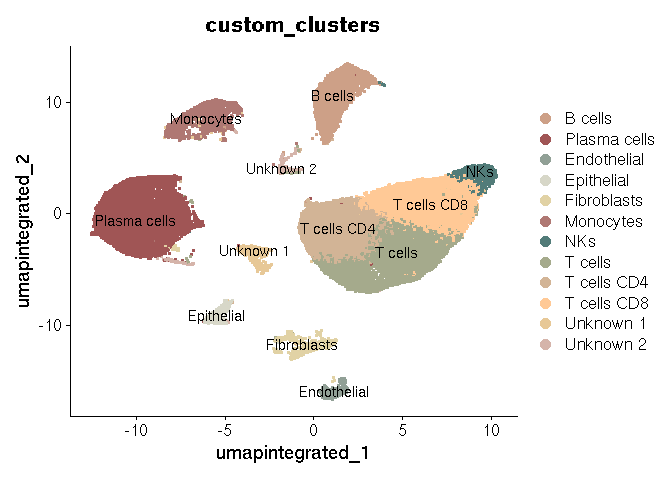 custom_clusters
umapintegrated_2
10
0
-10
B cells
Monocytes
Unknown 2
NKs
T cells CD8
Plasma cells
T cells CD4
Unknown 1
T cells
Epithelial
Fibroblasts
Endothelial
-10
-5
0
5
10
umapintegrated_1
B cells
Plasma cells
Endothelial
Epithelial
Fibroblasts
Monocytes
NKs
T cells
T cells CD4
T cells CD8
Unknown 1
Unknown 2